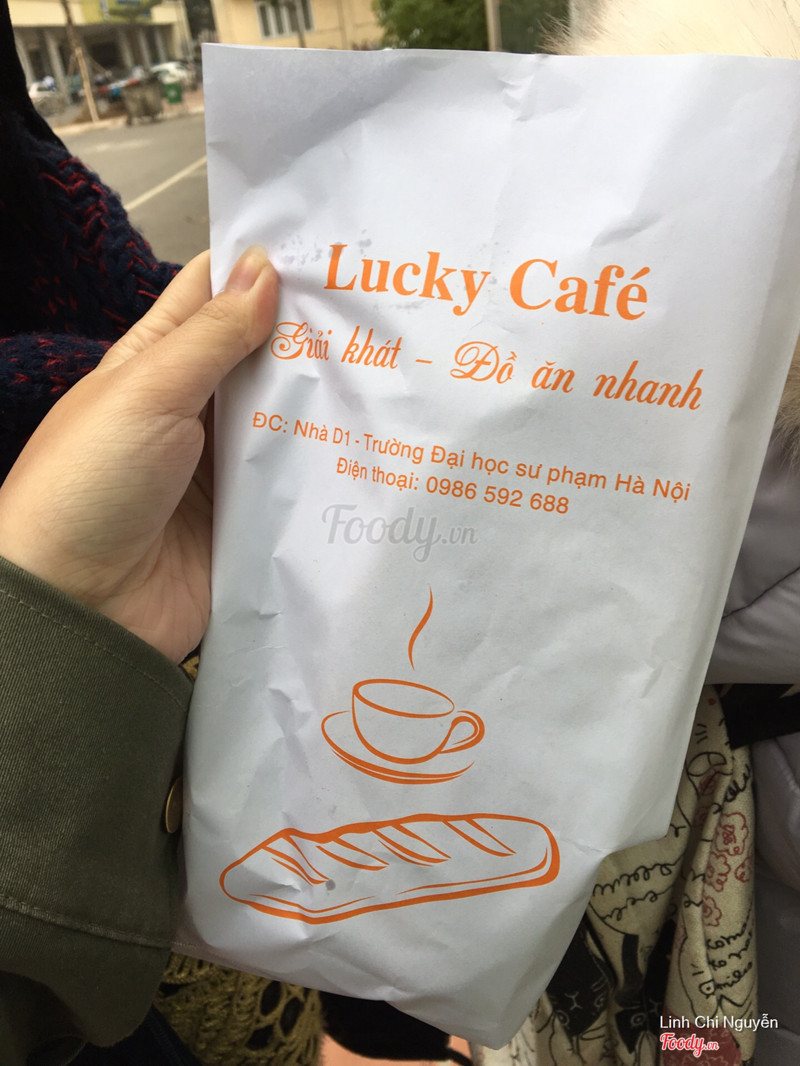 Lucky Café
Giải khát – Đồ ăn nhanh
ĐC: Nhà D1 - Trường Đại học sư phạm Hà Nội
Điện thoại: 0986 592 688
Foody.vn
Linh Chi Nguyễn
Foody.vn